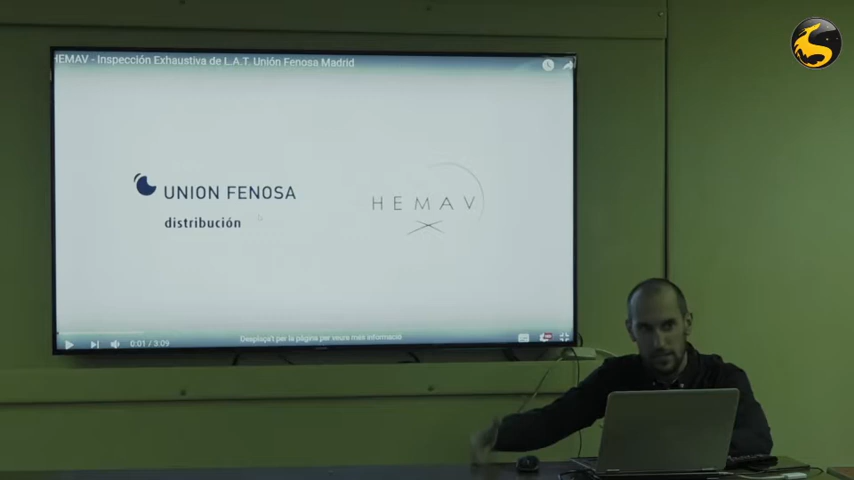 HEMAV - Inspección Exhaustiva de L.A.T. Unión Fenosa Madrid
UNION FENOSA
distribución
HEMAV
0:01 / 3:09
Desplaça't per la pàgina per veure més informació